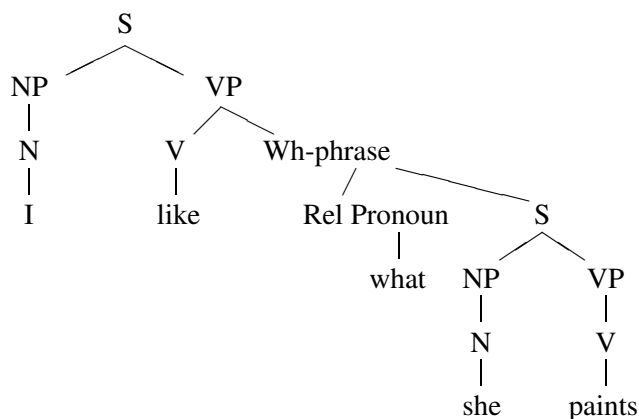 S
NP VP
N V Wh-phrase
I like Rel Pronoun S
what NP VP
N V
she paints